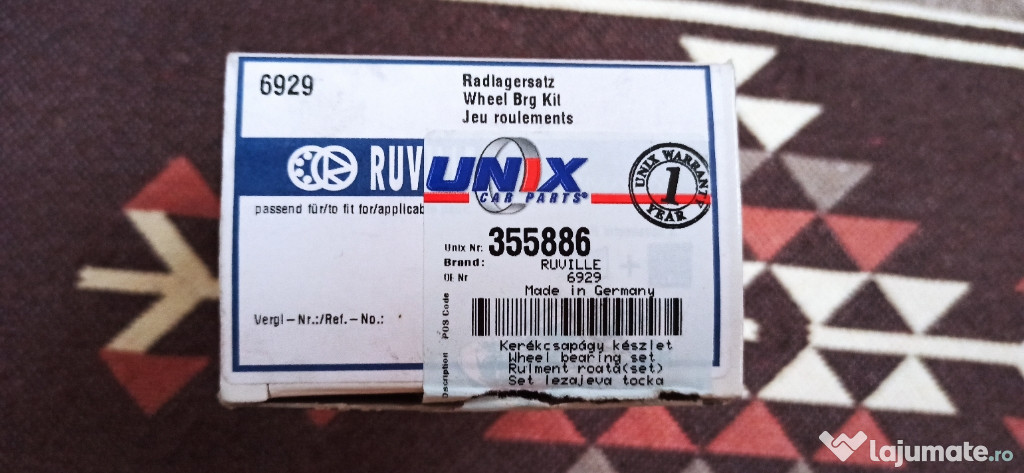 6929
Radlagersatz
Wheel Brg Kit
Jeu roulements
RUV
passend für/to fit for/applicab
Vergl-Nr.:/Ref.-No.:
UNIX
CAR PARTS®
UNIX WARRANTY
1
YEAR
Unix Nr: 355886
Brand: RUVILLE
OE Nr 6929
Made in Germany
POS Code
Kerékcsapágy készlet
Wheel bearing set
Rulment roata(set)
Set lezajeva tocka
lajumate.ro